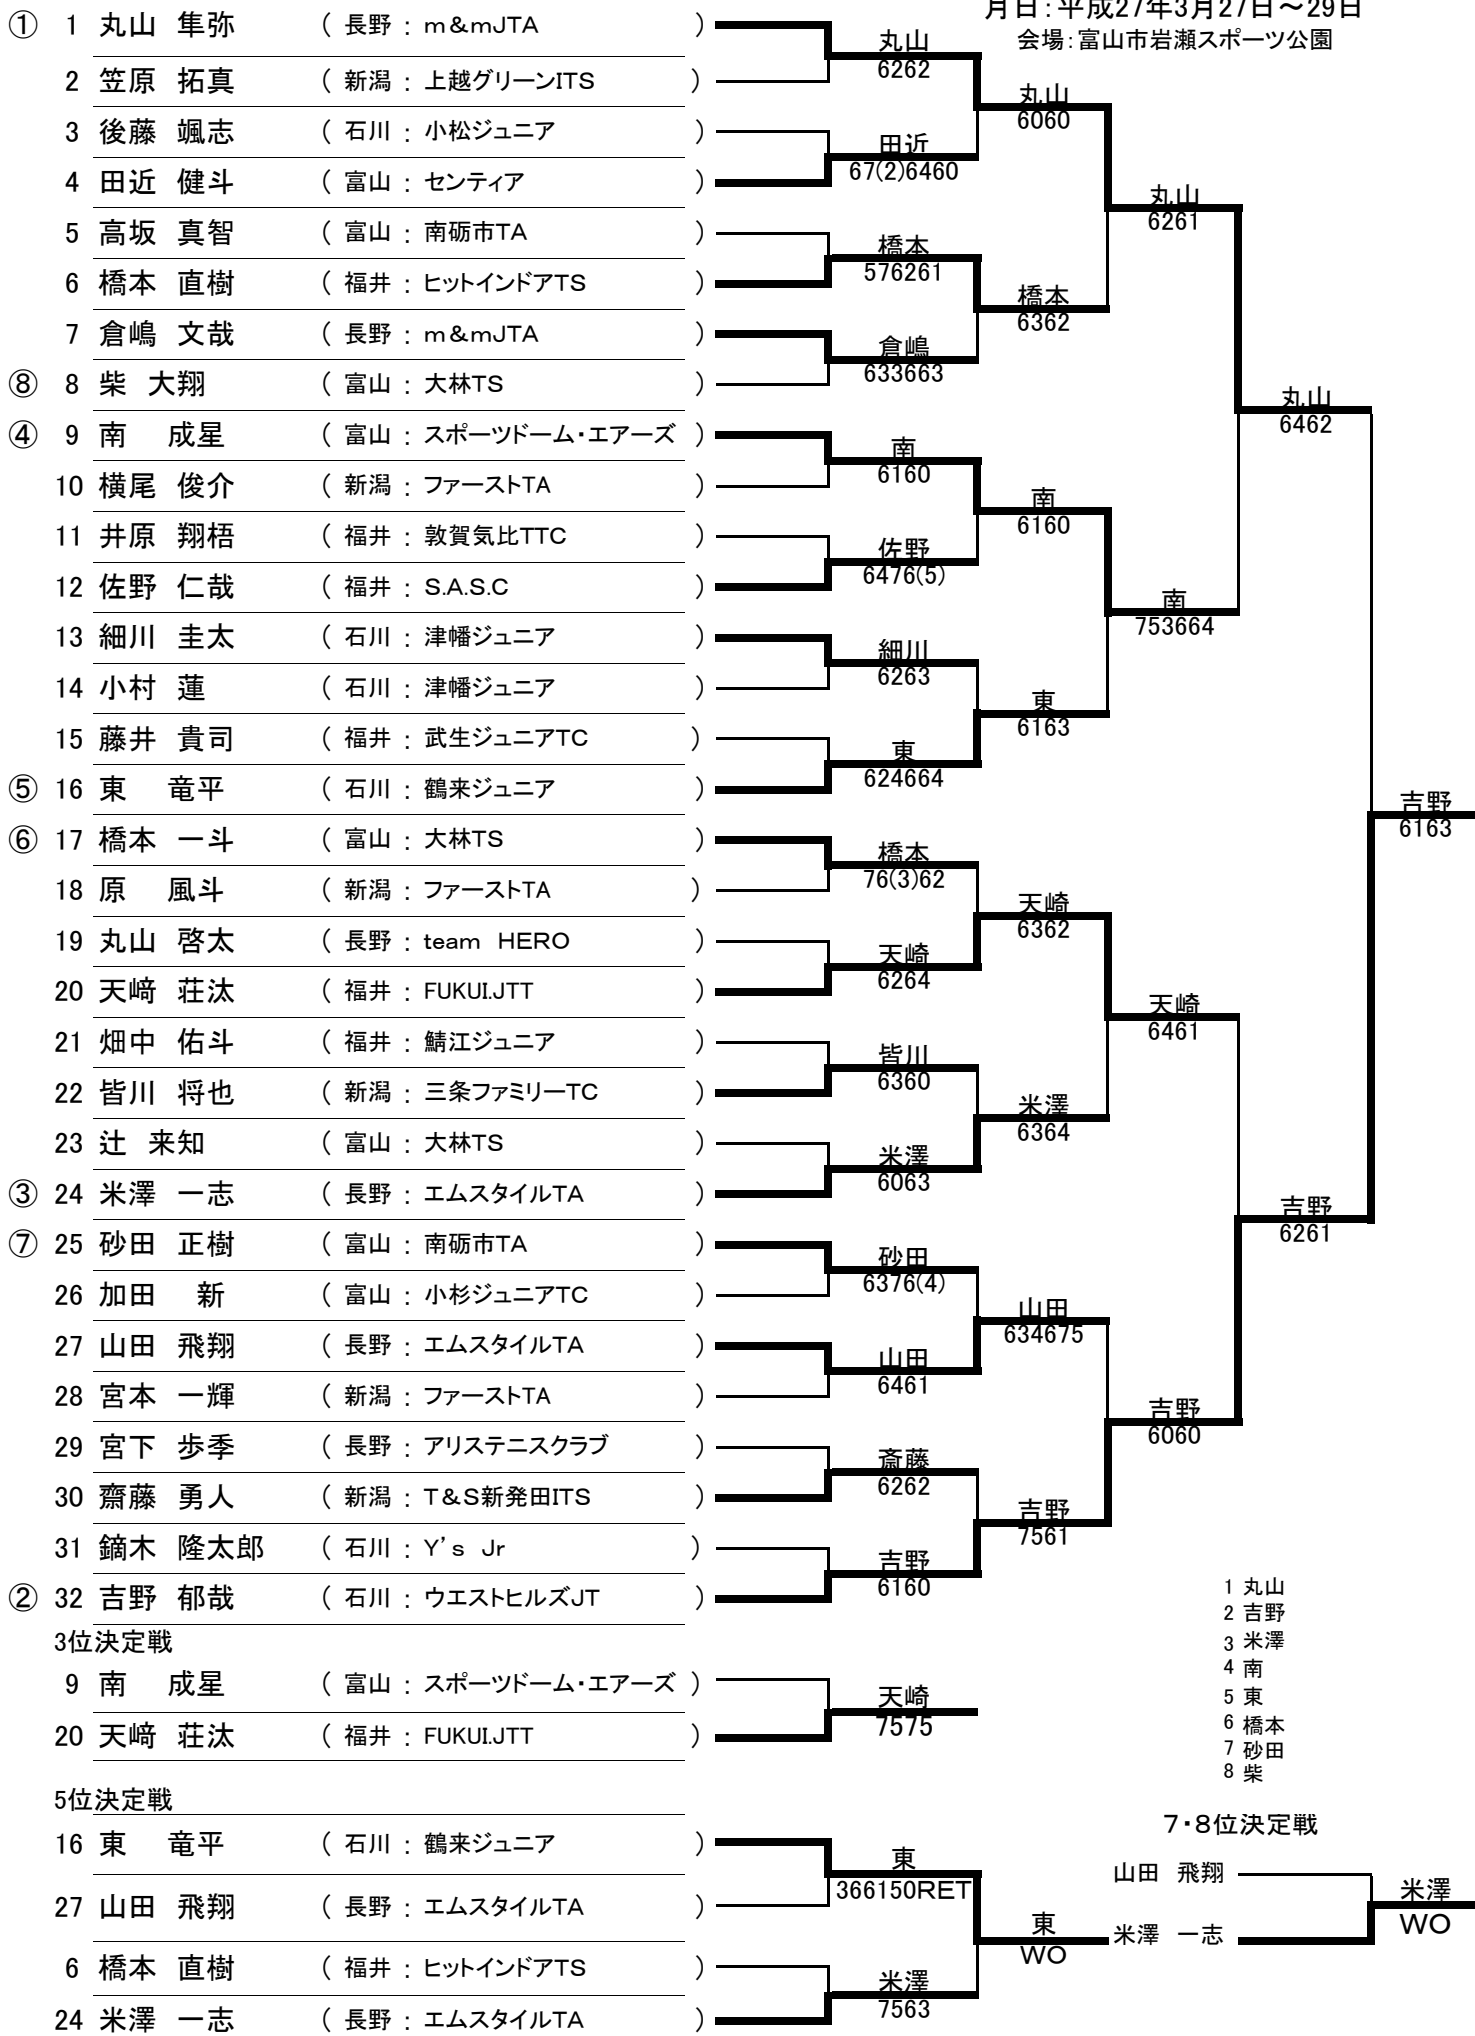 月日：平成27年3月27日～29日
会場：富山市岩瀬スポーツ公園
① 1 丸山 隼弥 （ 長野 ： m&mJTA ）
2 笠原 拓真 （ 新潟 ： 上越グリーンITS ）
3 後藤 颯志 （ 石川 ： 小松ジュニア ）
4 田近 健斗 （ 富山 ： センティア ）
5 高坂 真智 （ 富山 ： 南砺市TA ）
6 橋本 直樹 （ 福井 ： ヒットインドアTS ）
7 倉嶋 文哉 （ 長野 ： m&mJTA ）
⑧ 8 柴 大翔 （ 富山 ： 大林TS ）
④ 9 南 成星 （ 富山 ： スポーツドーム・エアーズ ）
10 横尾 俊介 （ 新潟 ： ファーストTA ）
11 井原 翔梧 （ 福井 ： 敦賀気比TTC ）
12 佐野 仁哉 （ 福井 ： S.A.S.C ）
13 細川 圭太 （ 石川 ： 津幡ジュニア ）
14 小村 蓮 （ 石川 ： 津幡ジュニア ）
15 藤井 貴司 （ 福井 ： 武生ジュニアTC ）
⑤ 16 東 竜平 （ 石川 ： 鶴来ジュニア ）
⑥ 17 橋本 一斗 （ 富山 ： 大林TS ）
18 原 風斗 （ 新潟 ： ファーストTA ）
19 丸山 啓太 （ 長野 ： team HERO ）
20 天﨑 荘汰 （ 福井 ： FUKUI.JTT ）
21 畑中 佑斗 （ 福井 ： 鯖江ジュニア ）
22 皆川 将也 （ 新潟 ： 三条ファミリーTC ）
23 辻 来知 （ 富山 ： 大林TS ）
③ 24 米澤 一志 （ 長野 ： エムスタイルTA ）
⑦ 25 砂田 正樹 （ 富山 ： 南砺市TA ）
26 加田 新 （ 富山 ： 小杉ジュニアTC ）
27 山田 飛翔 （ 長野 ： エムスタイルTA ）
28 宮本 一輝 （ 新潟 ： ファーストTA ）
29 宮下 歩季 （ 長野 ： アリステニスクラブ ）
30 齋藤 勇人 （ 新潟 ： T&S新発田ITS ）
31 鏑木 隆太郎 （ 石川 ： Y's Jr ）
② 32 吉野 郁哉 （ 石川 ： ウエストヒルズJT ）
丸山
6262
田近
67(2)6460
橋本
576261
倉嶋
633663
南
6160
佐野
6476(5)
細川
6263
東
624664
橋本
76(3)62
天崎
6264
皆川
6360
米澤
6063
砂田
6376(4)
山田
6461
斎藤
6262
吉野
6160
丸山
6060
橋本
6362
南
6160
東
6163
天崎
6362
米澤
6364
山田
634675
吉野
7561
丸山
6261
南
753664
天崎
6461
吉野
6060
丸山
6462
吉野
6261
吉野
6163
1 丸山
2 吉野
3 米澤
4 南
5 東
6 橋本
7 砂田
8 柴
3位決定戦
9 南 成星 （ 富山 ： スポーツドーム・エアーズ ）
20 天﨑 荘汰 （ 福井 ： FUKUI.JTT ）
天崎
7575
5位決定戦
16 東 竜平 （ 石川 ： 鶴来ジュニア ）
27 山田 飛翔 （ 長野 ： エムスタイルTA ）
6 橋本 直樹 （ 福井 ： ヒットインドアTS ）
24 米澤 一志 （ 長野 ： エムスタイルTA ）
東
366150RET
米澤
7563
東
WO
7・8位決定戦
山田 飛翔
米澤 一志
米澤
WO